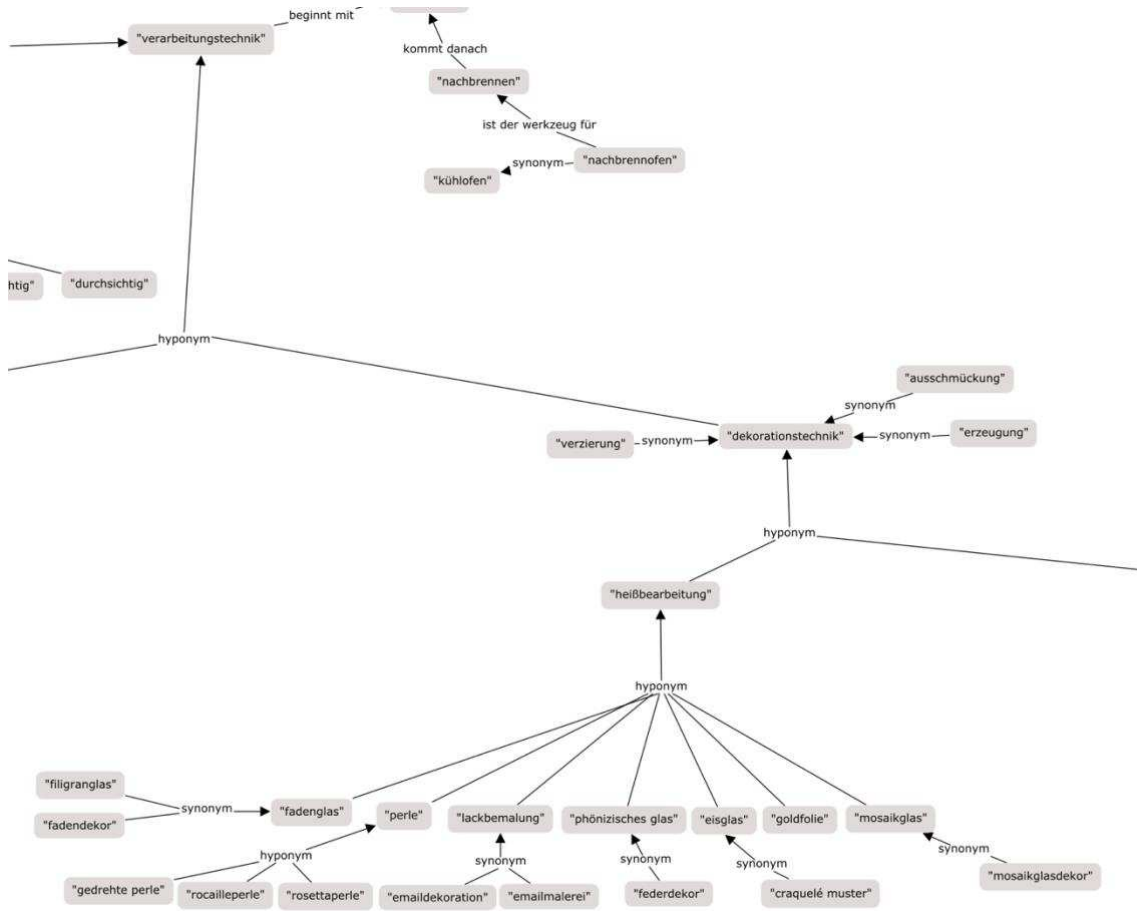 beginnt mit
"verarbeitungstechnik"
kommt danach
"nachbrennen"
ist der werkzeug für
"nachbrennofen"
synonym
"kühlofen"
htig"
"durchsichtig"
hyponym
"ausschmückung"
synonym
"verzierung" synonym "dekorationstechnik" synonym "erzeugung"
hyponym
"heißbearbeitung"
hyponym
"filigranglas"
synonym
"fadendekor"
"fadenglas" "perle" "lackbemalung" "phönizisches glas" "eisglas" "goldfolie" "mosaikglas"
hyponym synonym synonym synonym synonym
"gedrehte perle" "rocailleperle" "rosettaperle" "emaildekoration" "emailmalerei" "federdekor" "craquelé muster" "mosaikglasdekor"